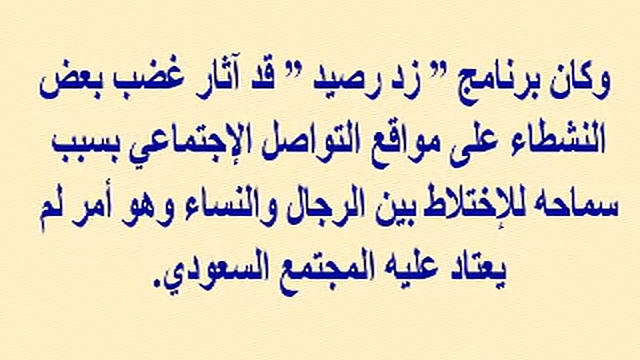 وكان برنامج ” زد رصيد ” قد آثار غضب بعض
النشطاء على مواقع التواصل الإجتماعي بسبب
سماحه للإختلاط بين الرجال والنساء وهو أمر لم
يعتاد عليه المجتمع السعودي.